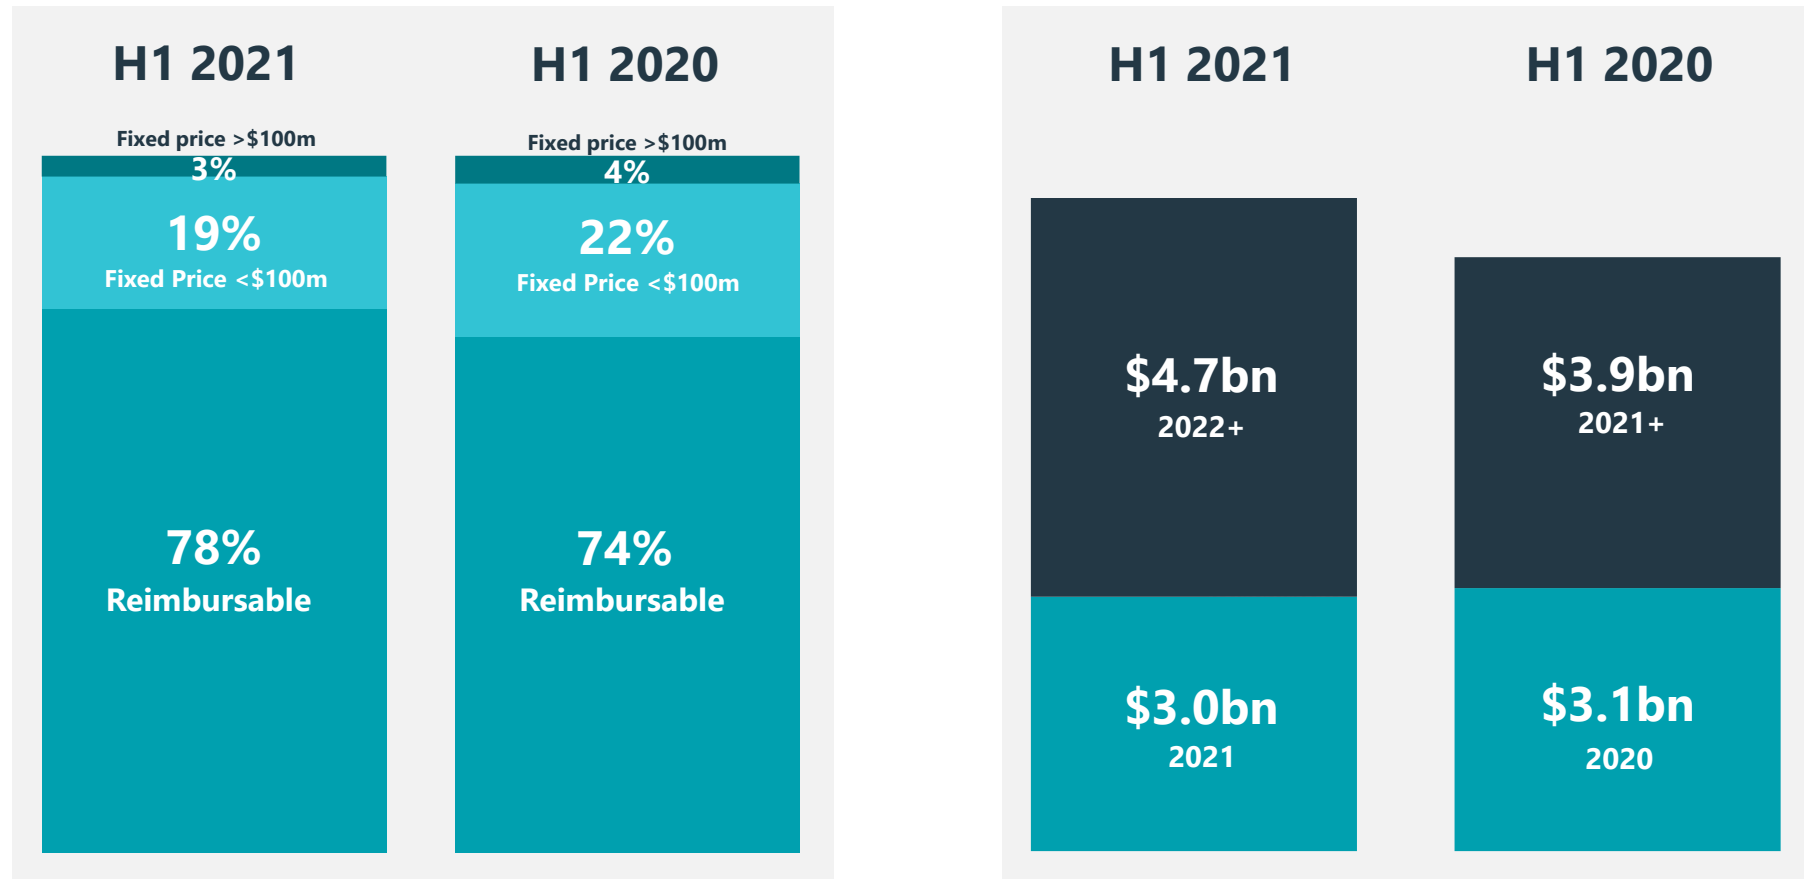 H1 2021
Fixed price >$100m
3%
19%
Fixed Price <$100m
78%
Reimbursable
H1 2020
Fixed price >$100m
4%
22%
Fixed Price <$100m
74%
Reimbursable
H1 2021
$4.7bn
2022+
$3.0bn
2021
H1 2020
$3.9bn
2021+
$3.1bn
2020